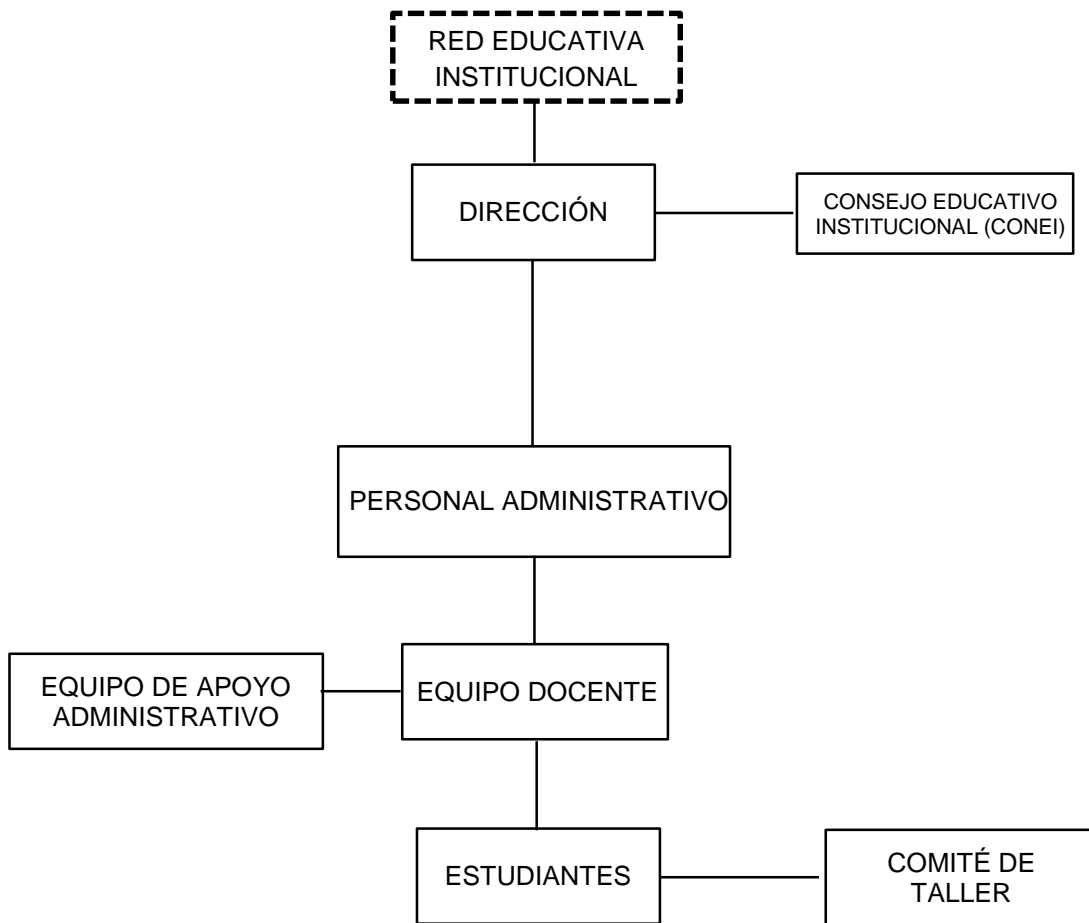 RED EDUCATIVA
INSTITUCIONAL
DIRECCIÓN
CONSEJO EDUCATIVO
INSTITUCIONAL (CONEI)
PERSONAL ADMINISTRATIVO
EQUIPO DE APOYO
ADMINISTRATIVO
EQUIPO DOCENTE
ESTUDIANTES
COMITÉ DE
TALLER